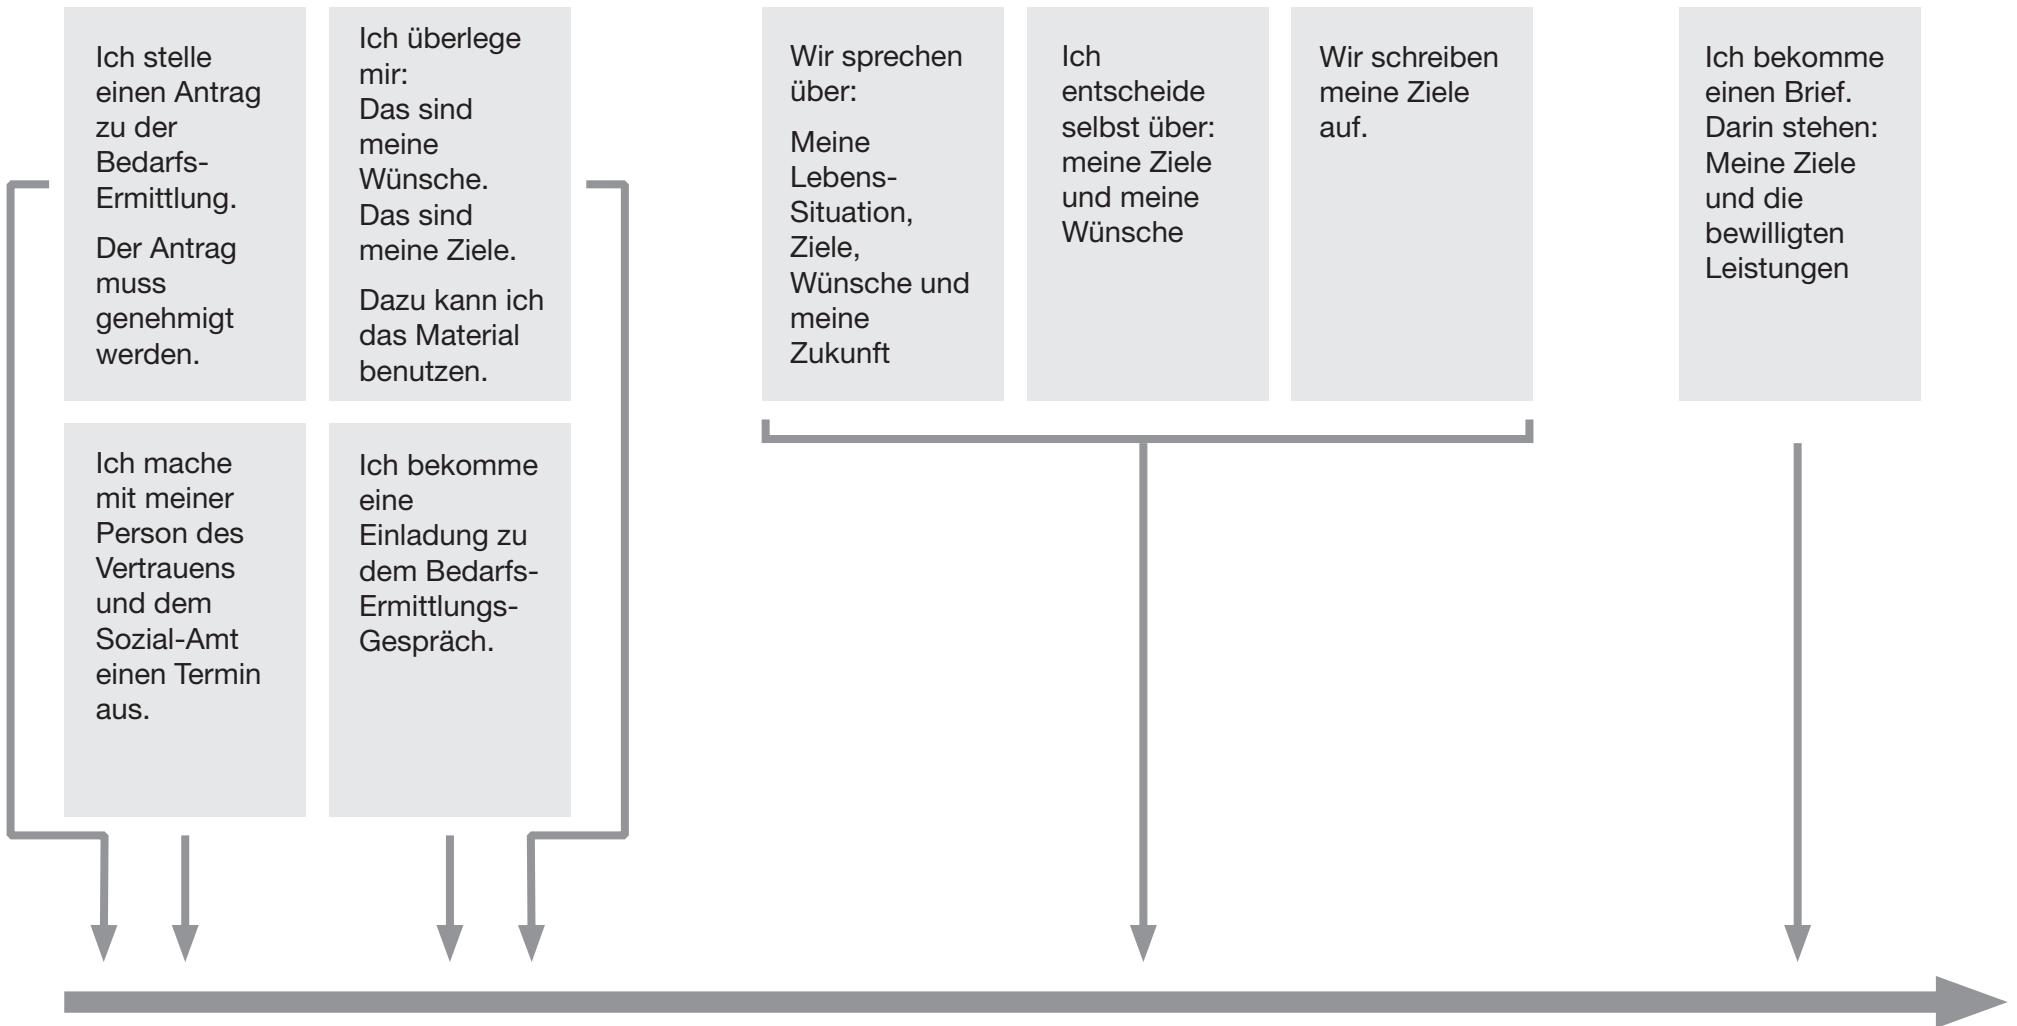 Ich stelle
einen Antrag
zu der
Bedarfs-
Ermittlung.
Der Antrag
muss
genehmigt
werden.
Ich überlege
mir:
Das sind
meine
Wünsche.
Das sind
meine Ziele.
Dazu kann ich
das Material
benutzen.
Ich mache
mit meiner
Person des
Vertrauens
und dem
Sozial-Amt
einen Termin
aus.
Ich bekomme
eine
Einladung zu
dem Bedarfs-
Ermittlungs-
Gespräch.
Wir sprechen
über:
Meine
Lebens-
Situation,
Ziele,
Wünsche und
meine
Zukunft
Ich
entscheide
selbst über:
meine Ziele
und meine
Wünsche
Wir schreiben
meine Ziele
auf.
Ich bekomme
einen Brief.
Darin stehen:
Meine Ziele
und die
bewilligten
Leistungen